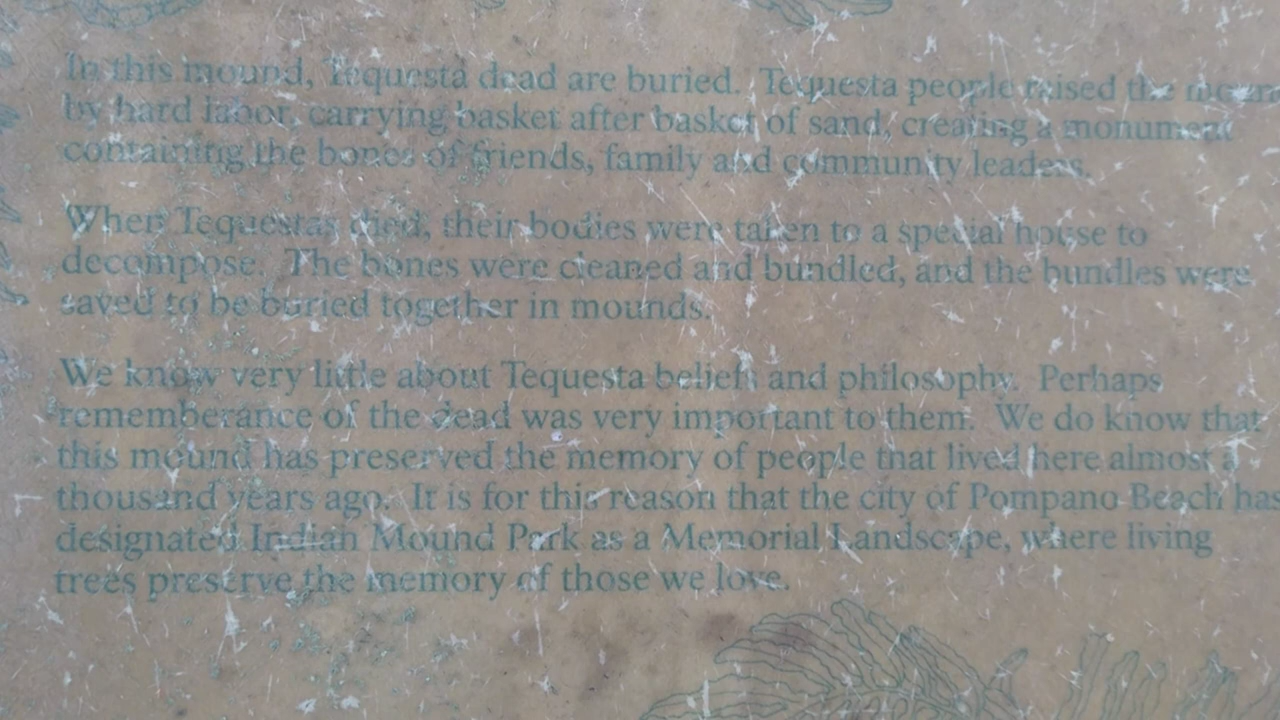 In this mound, Tequesta dead are buried. Tequesta people raised the
by hard labor, carrying basket after basket of sand, creating a monument
containing the bones of friends, family and community leaders.
When Tequestas died, their bodies were taken to a special house to
decompose. The bones were cleaned and bundled, and the bundles were
saved to be buried together in mounds.
We know very little about Tequesta beliefs and philosophy. Perhaps
rememberance of the dead was very important to them. We do know that
this mound has preserved the memory of people that lived here almost a
thousand years ago. It is for this reason that the city of Pompano Beach has
designated Indian Mound Park as a Memorial Landscape, where living
trees preserve the memory of those we love.